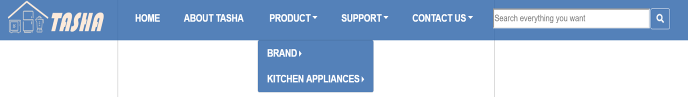 TASHA HOME ABOUT TASHA PRODUCT SUPPORT CONTACT US Search everything you want
BRAND
KITCHEN APPLIANCES